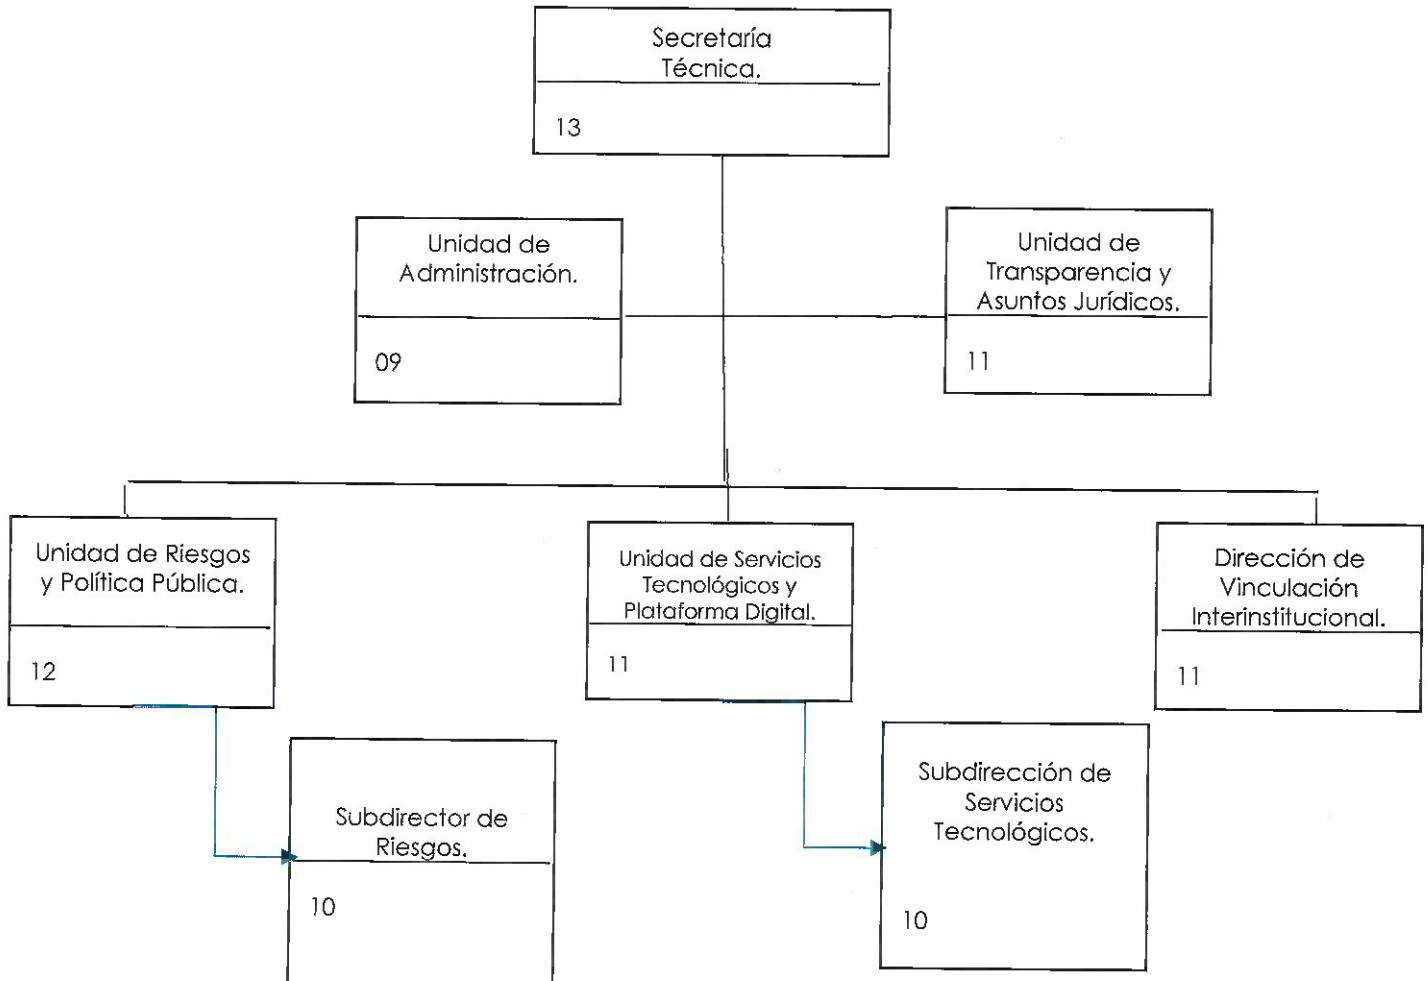 Secretaría
Técnica.
13
Unidad de
Administración.
09
Unidad de
Transparencia y
Asuntos Jurídicos.
11
Unidad de Riesgos
y Política Pública.
12
Unidad de Servicios
Tecnológicos y
Plataforma Digital.
11
Dirección de
Vinculación
Interinstitucional.
11
Subdirector de
Riesgos.
10
Subdirección de
Servicios
Tecnológicos.
10